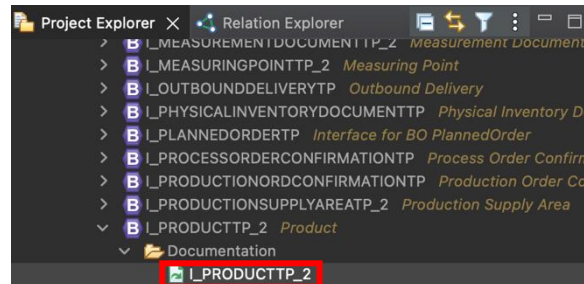 Project Explorer Relation Explorer
B I_MEASUREMENTDOCUMENTTP_2 Measurement Document
B I_MEASURINGPOINTTP_2 Measuring Point
B I_OUTBOUNDDELIVERYTP Outbound Delivery
B I_PHYSICALINVENTORYDOCUMENTTP Physical Inventory D
B I_PLANNEDORDERTP Interface for BO PlannedOrder
B I_PROCESSORDERCONFIRMATIONTP Process Order Confirm
B I_PRODUCTIONORDCONFIRMATIONTP Production Order Co
B I_PRODUCTIONSUPPLYAREATP_2 Production Supply Area
B I_PRODUCTTP_2 Product
Documentation
I_PRODUCTTP_2